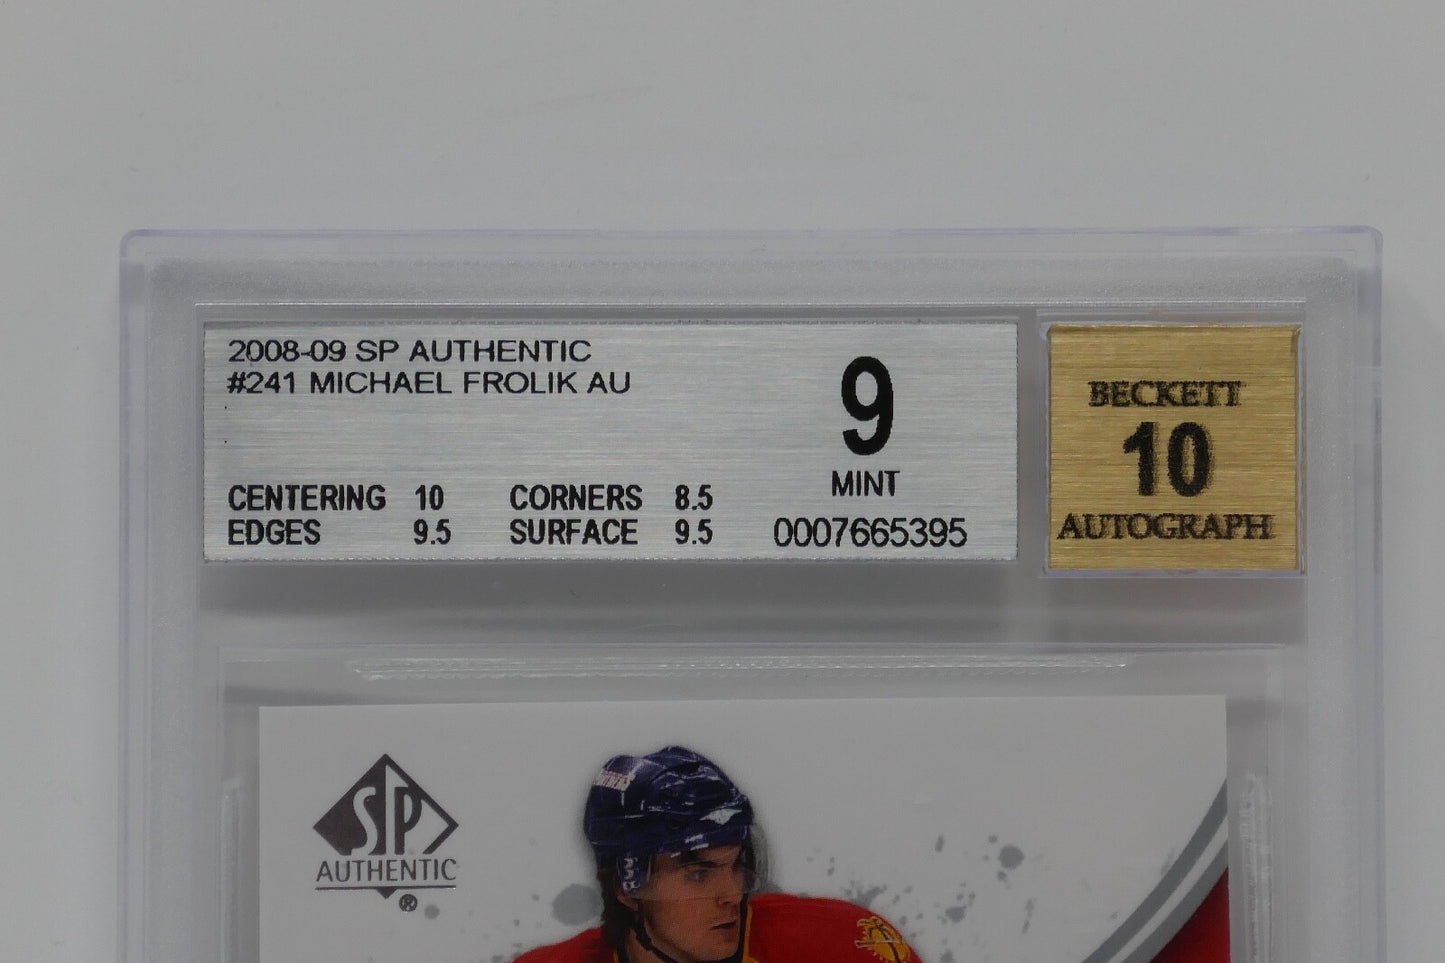 2008-09 SP AUTHENTIC
#241 MICHAEL FROLIK AU
9
MINT
CENTERING 10 CORNERS 8.5
EDGES 9.5 SURFACE 9.5
0007665395
BECKETT
10
AUTOGRAPH
SP
AUTHENTIC
®